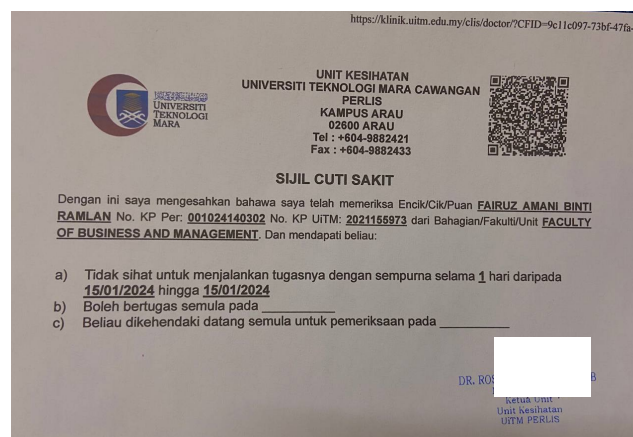 https://klinik.uitm.edu.my/clis/doctor/?CFID=9c11c097-73bf-47fa-
UNIVERSITI
TEKNOLOGI
MARA
UNIT KESIHATAN
UNIVERSITI TEKNOLOGI MARA CAWANGAN
PERLIS
KAMPUS ARAU
02600 ARAU
Tel : +604-9882421
Fax : +604-9882433
SIJIL CUTI SAKIT
Dengan ini saya mengesahkan bahawa saya telah memeriksa Encik/Cik/Puan FAIRUZ AMANI BINTI
RAMLAN No. KP Per: 001024140302 No. KP UiTM: 2021155973 dari Bahagian/Fakulti/Unit FACULTY
OF BUSINESS AND MANAGEMENT. Dan mendapati beliau:
a) Tidak sihat untuk menjalankan tugasnya dengan sempurna selama 1 hari daripada
15/01/2024 hingga 15/01/2024
b) Boleh bertugas semula pada __________
c) Beliau dikehendaki datang semula untuk pemeriksaan pada __________
DR.
Ketua Unit
Unit Kesihatan
UiTM PERLIS